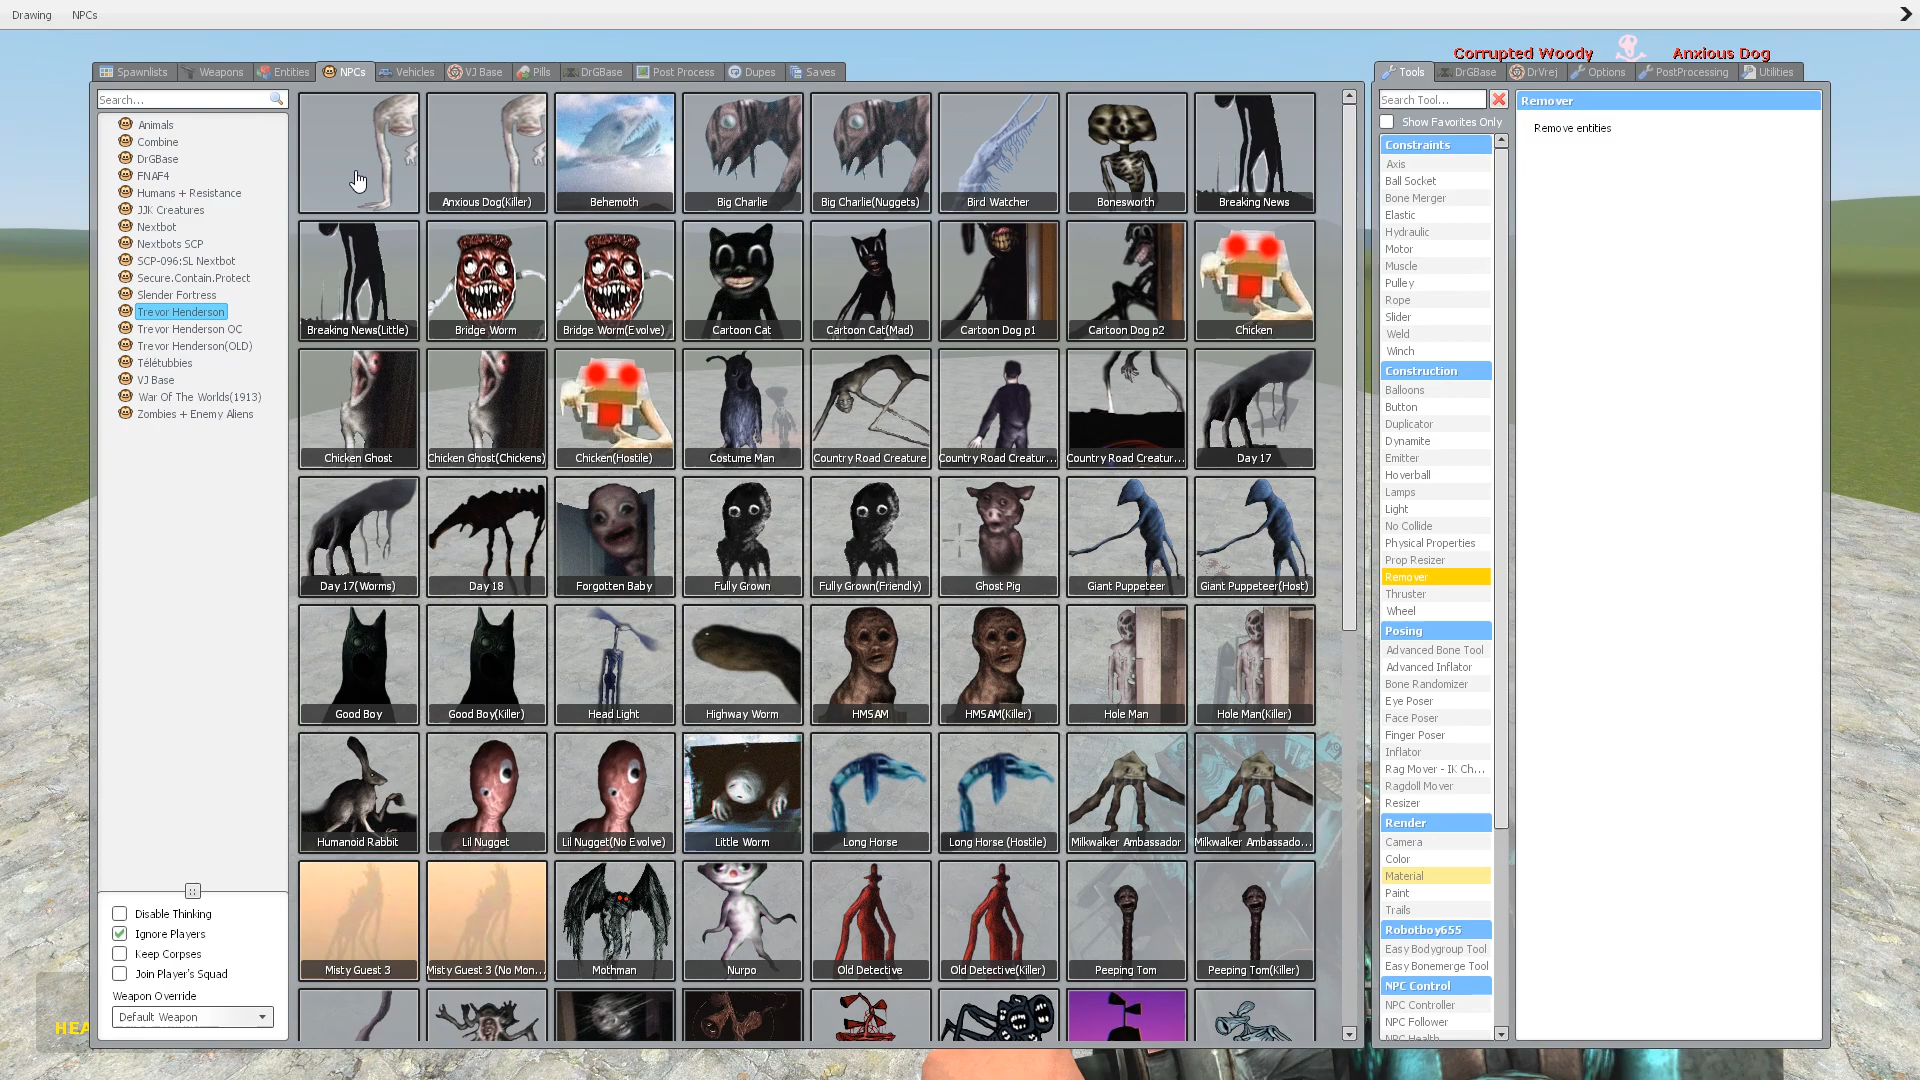 Drawing NPCs
Corrupted Woody Anxious Dog
Spawnlists Weapons Entities NPCs Vehicles VJ Base Pills DrGBase Post Process Dupes Saves
Tools DrGBase DrVrej Options PostProcessing Utilities
Search...
Animals
Combine
DrGBase
FNAF4
Humans + Resistance
JJK Creatures
Nextbot
Nextbots SCP
SCP-096:SL Nextbot
Secure.Contain.Protect
Slender Fortress
Trevor Henderson
Trevor Henderson OC
Trevor Henderson(OLD)
Télétubbies
VJ Base
War Of The Worlds(1913)
Zombies + Enemy Aliens
Disable Thinking
Ignore Players
Keep Corpses
Join Player's Squad
Weapon Override
Default Weapon
Anxious Dog(Killer) Behemoth Big Charlie Big Charlie(Nuggets) Bird Watcher Bonesworth Breaking News
Breaking News(Little) Bridge Worm Bridge Worm(Evolve) Cartoon Cat Cartoon Cat(Mad) Cartoon Dog p1 Cartoon Dog p2 Chicken
Chicken Ghost Chicken Ghost(Chickens) Chicken(Hostile) Costume Man Country Road Creature Country Road Creatur... Country Road Creatur... Day 17
Day 17(Worms) Day 18 Forgotten Baby Fully Grown Fully Grown(Friendly) Ghost Pig Giant Puppeteer Giant Puppeteer(Host)
Good Boy Good Boy(Killer) Head Light Highway Worm HMSAM HMSAM(Killer) Hole Man Hole Man(Killer)
Humanoid Rabbit Lil Nugget Lil Nugget(No Evolve) Little Worm Long Horse Long Horse (Hostile) Milkwalker Ambassador Milkwalker Ambassado...
Misty Guest 3 Misty Guest 3 (No Mon... Mothman Nurpo Old Detective Old Detective(Killer) Peeping Tom Peeping Tom(Killer)
Search Tool...
Show Favorites Only
Constraints
Axis
Ball Socket
Bone Merger
Elastic
Hydraulic
Motor
Muscle
Pulley
Rope
Slider
Weld
Winch
Construction
Balloons
Button
Duplicator
Dynamite
Emitter
Hoverball
Lamps
Light
No Collide
Physical Properties
Prop Resizer
Remover
Thruster
Wheel
Posing
Advanced Bone Tool
Advanced Inflator
Bone Randomizer
Eye Poser
Face Poser
Finger Poser
Inflator
Rag Mover - IK Ch...
Ragdoll Mover
Resizer
Render
Camera
Color
Material
Paint
Trails
Robotboy655
Easy Bodygroup Tool
Easy Bonemerge Tool
NPC Control
NPC Controller
NPC Follower
NPC Health
Remover
Remove entities
HEA